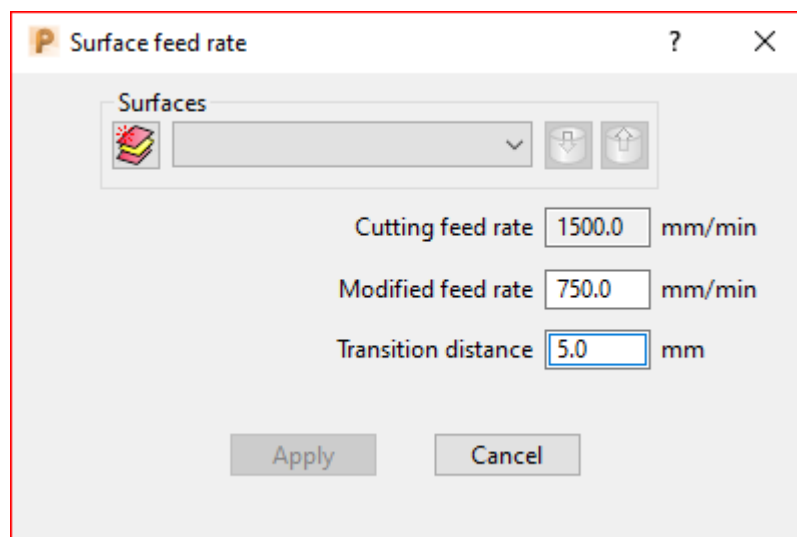 P Surface feed rate ?
Surfaces
Cutting feed rate 1500.0 mm/min
Modified feed rate 750.0 mm/min
Transition distance 5.0 mm
Apply Cancel